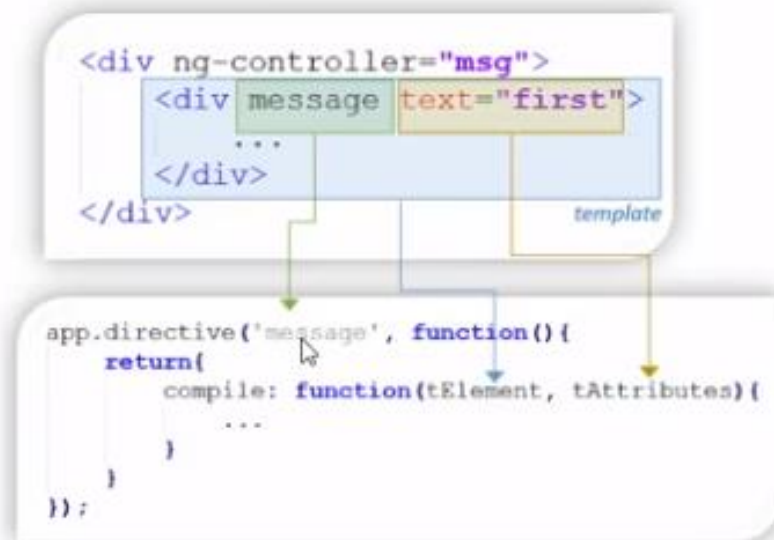 <div ng-controller="msg">
<div message text="first">
...
</div>
</div>
template
app.directive('message', function(){
return{
compile: function(tElement, tAttributes){
...
}
}
});